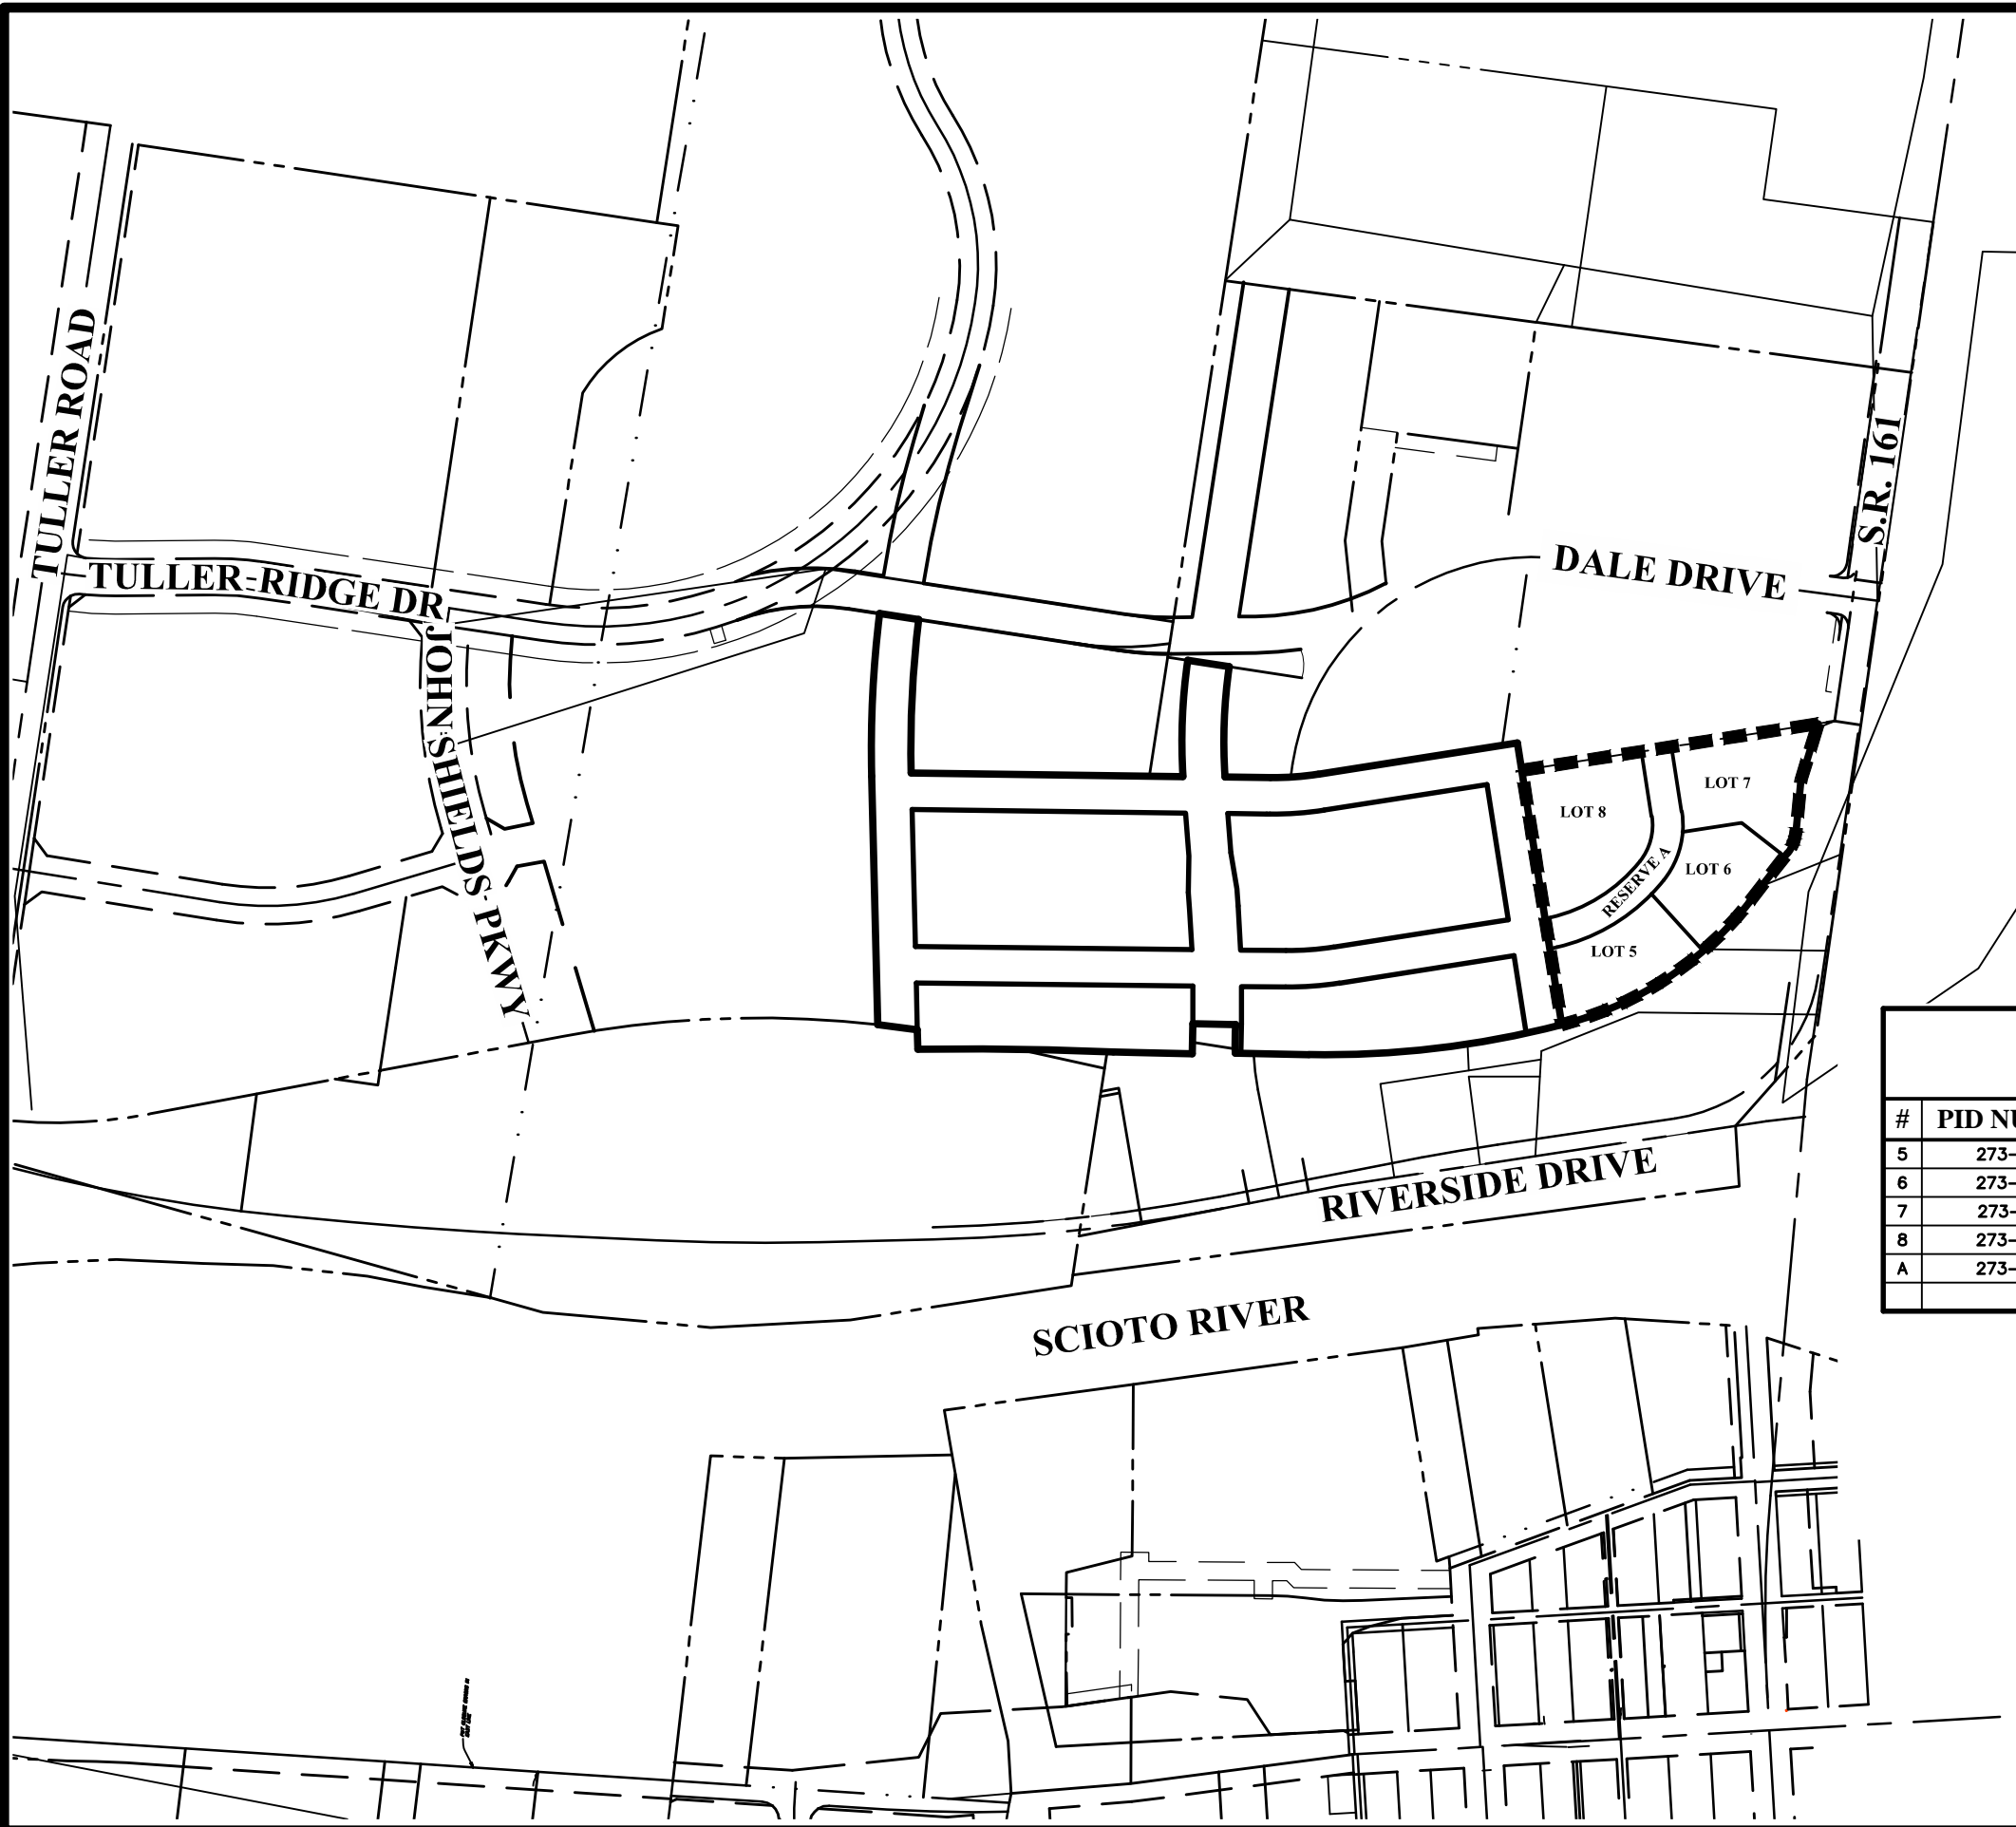 TULLER ROAD
TULLER RIDGE DR
JOHN SHIELDS PKWY
DALE DRIVE
S.R. 161
LOT 7
LOT 8
LOT 6
RESERVE A
LOT 5
RIVERSIDE DRIVE
SCIOTO RIVER
# PID NU
5 273-
6 273-
7 273-
8 273-
A 273-